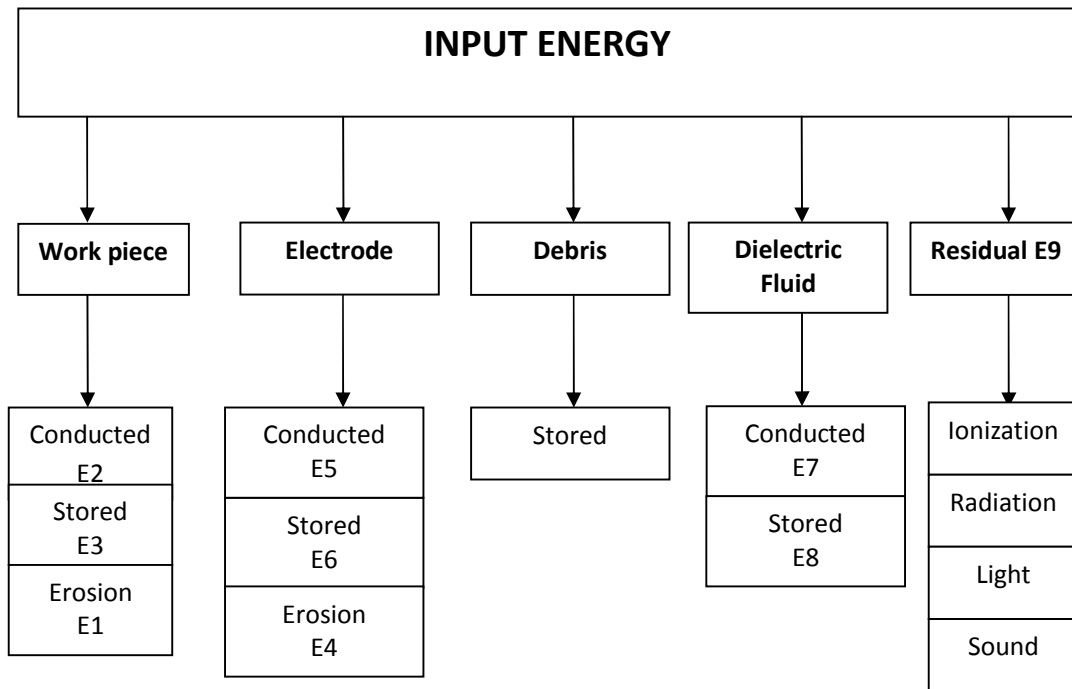 INPUT ENERGY
Work piece
Electrode
Debris
Dielectric
Fluid
Residual E9
Conducted
E2
Stored
E3
Erosion
E1
Conducted
E5
Stored
E6
Erosion
E4
Stored
Conducted
E7
Stored
E8
Ionization
Radiation
Light
Sound